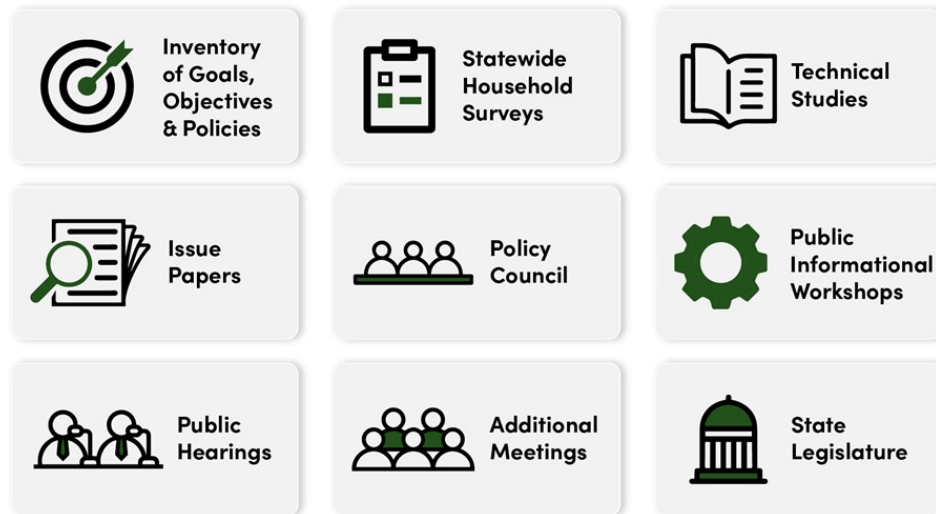 Inventory
of Goals,
Objectives
& Policies
Statewide
Household
Surveys
Technical
Studies
Issue
Papers
Policy
Council
Public
Informational
Workshops
Public
Hearings
Additional
Meetings
State
Legislature